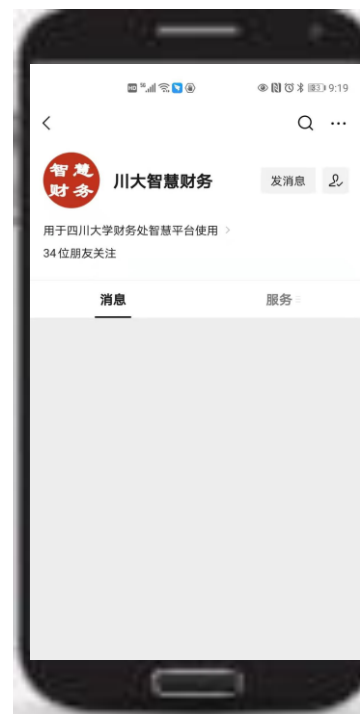 9:19
智慧
财务
川大智慧财务
发消息
用于四川大学财务处智慧平台使用
34位朋友关注
消息
服务